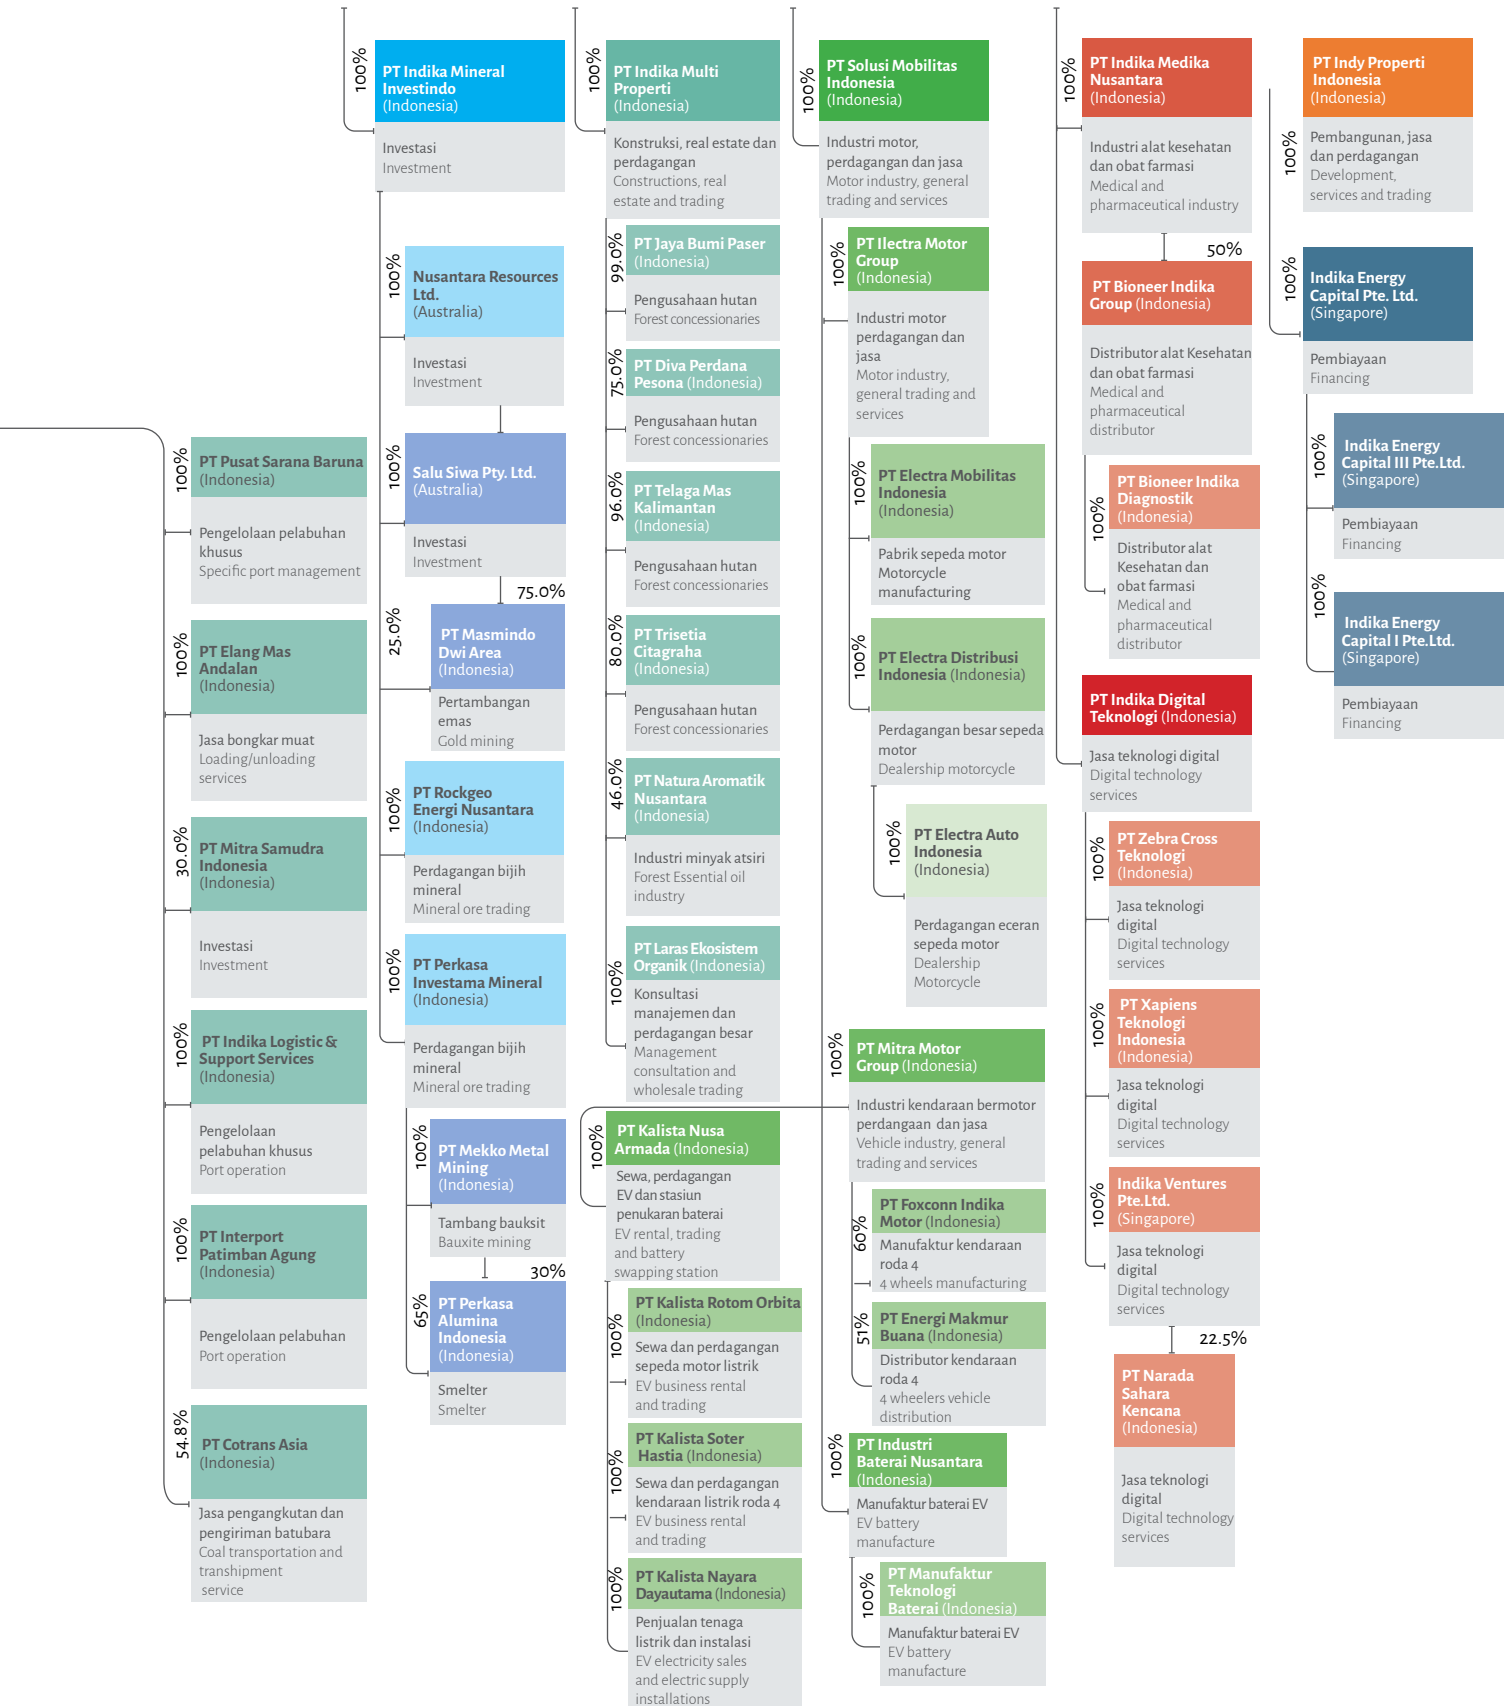 100%
PT Pusat Sarana Baruna
(Indonesia)
Pengelolaan pelabuhan
khusus
Specific port management
100%
PT Elang Mas
Andalan
(Indonesia)
Jasa bongkar muat
Loading/unloading
services
30.0%
PT Mitra Samudra
Indonesia
(Indonesia)
Investasi
Investment
100%
PT Indika Logistic &
Support Services
(Indonesia)
Pengelolaan
pelabuhan khusus
Port operation
100%
PT Interport
Patimban Agung
(Indonesia)
Pengelolaan pelabuhan
Port operation
54.8%
PT Cotrans Asia
(Indonesia)
Jasa pengangkutan dan
pengiriman batubara
Coal transportation and
transhipment
service
100%
PT Indika Mineral
Investindo
(Indonesia)
Investasi
Investment
100%
Nusantara Resources
Ltd.
(Australia)
Investasi
Investment
100%
Salu Siwa Pty. Ltd.
(Australia)
Investasi
Investment
75.0%
25.0%
PT Masmindo
Dwi Area
(Indonesia)
Pertambangan
emas
Gold mining
100%
PT Rockgeo
Energi Nusantara
(Indonesia)
Perdagangan bijih
mineral
Mineral ore trading
100%
PT Perkasa
Investama Mineral
(Indonesia)
Perdagangan bijih
mineral
Mineral ore trading
100%
PT Mekko Metal
Mining
(Indonesia)
Tambang bauksit
Bauxite mining
30%
65%
PT Perkasa
Alumina
Indonesia
(Indonesia)
Smelter
Smelter
100%
PT Indika Multi
Properti
(Indonesia)
Konstruksi, real estate dan
perdagangan
Constructions, real
estate and trading
99.0%
PT Jaya Bumi Paser
(Indonesia)
Pengusahaan hutan
Forest concessionaries
75.0%
PT Diva Perdana
Pesona (Indonesia)
Pengusahaan hutan
Forest concessionaries
96.0%
PT Telaga Mas
Kalimantan
(Indonesia)
Pengusahaan hutan
Forest concessionaries
80.0%
PT Trisetia
Citagraha
(Indonesia)
Pengusahaan hutan
Forest concessionaries
46.0%
PT Natura Aromatik
Nusantara
(Indonesia)
Industri minyak atsiri
Forest Essential oil
industry
100%
PT Laras Ekosistem
Organik (Indonesia)
Konsultasi
manajemen dan
perdagangan besar
Management
consultation and
wholesale trading
100%
PT Kalista Nusa
Armada (Indonesia)
Sewa, perdagangan
EV dan stasiun
penukaran baterai
EV rental, trading
and battery
swapping station
100%
PT Kalista Rotom Orbita
(Indonesia)
Sewa dan perdagangan
sepeda motor listrik
EV business rental
and trading
100%
PT Kalista Soter
Hastia (Indonesia)
Sewa dan perdagangan
kendaraan listrik roda 4
EV business rental
and trading
100%
PT Kalista Nayara
Dayautama (Indonesia)
Penjualan tenaga
listrik dan instalasi
EV electricity sales
and electric supply
installations
100%
PT Solusi Mobilitas
Indonesia
(Indonesia)
Industri motor,
perdagangan dan jasa
Motor industry, general
trading and services
100%
PT Ilectra Motor
Group
(Indonesia)
Industri motor
perdagangan dan
jasa
Motor industry,
general trading and
services
100%
PT Electra Mobilitas
Indonesia
(Indonesia)
Pabrik sepeda motor
Motorcycle
manufacturing
100%
PT Electra Distribusi
Indonesia (Indonesia)
Perdagangan besar sepeda
motor
Dealership motorcycle
100%
PT Electra Auto
Indonesia
(Indonesia)
Perdagangan eceran
sepeda motor
Dealership
Motorcycle
100%
PT Mitra Motor
Group (Indonesia)
Industri kendaraan bermotor
perdangaan dan jasa
Vehicle industry, general
trading and services
60%
PT Foxconn Indika
Motor (Indonesia)
Manufaktur kendaraan
roda 4
4 wheels manufacturing
51%
PT Energi Makmur
Buana (Indonesia)
Distributor kendaraan
roda 4
4 wheelers vehicle
distribution
100%
PT Industri
Baterai Nusantara
(Indonesia)
Manufaktur baterai EV
EV battery
manufacture
100%
PT Manufaktur
Teknologi
Baterai (Indonesia)
Manufaktur baterai EV
EV battery
manufacture
100%
PT Indika Medika
Nusantara
(Indonesia)
Industri alat kesehatan
dan obat farmasi
Medical and
pharmaceutical industry
50%
PT Bioneer Indika
Group (Indonesia)
Distributor alat Kesehatan
dan obat farmasi
Medical and
pharmaceutical
distributor
100%
PT Bioneer Indika
Diagnostik
(Indonesia)
Distributor alat
Kesehatan dan
obat farmasi
Medical and
pharmaceutical
distributor
PT Indika Digital
Teknologi (Indonesia)
Jasa teknologi digital
Digital technology
services
100%
PT Zebra Cross
Teknologi
(Indonesia)
Jasa teknologi
digital
Digital technology
services
100%
PT Xapiens
Teknologi
Indonesia
(Indonesia)
Jasa teknologi
digital
Digital technology
services
100%
Indika Ventures
Pte.Ltd.
(Singapore)
Jasa teknologi
digital
Digital technology
services
22.5%
PT Narada
Sahara
Kencana
(Indonesia)
Jasa teknologi
digital
Digital technology
services
100%
PT Indy Properti
Indonesia
(Indonesia)
Pembangunan, jasa
dan perdagangan
Development,
services and trading
100%
Indika Energy
Capital Pte. Ltd.
(Singapore)
Pembiayaan
Financing
100%
Indika Energy
Capital III Pte.Ltd.
(Singapore)
Pembiayaan
Financing
100%
Indika Energy
Capital I Pte.Ltd.
(Singapore)
Pembiayaan
Financing